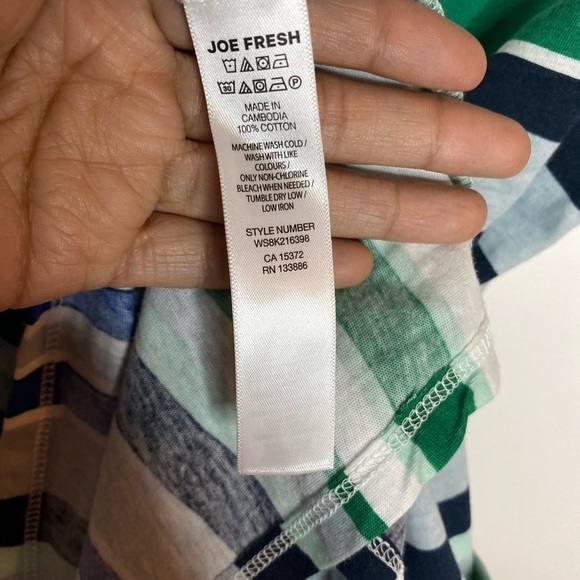 JOE FRESH
30 P
MADE IN
CAMBODIA
100% COTTON
MACHINE WASH COLD /
WASH WITH LIKE
COLOURS /
ONLY NON-CHLORINE
BLEACH WHEN NEEDED /
TUMBLE DRY LOW /
LOW IRON
STYLE NUMBER
WS8K216398
CA 15372
RN 133886